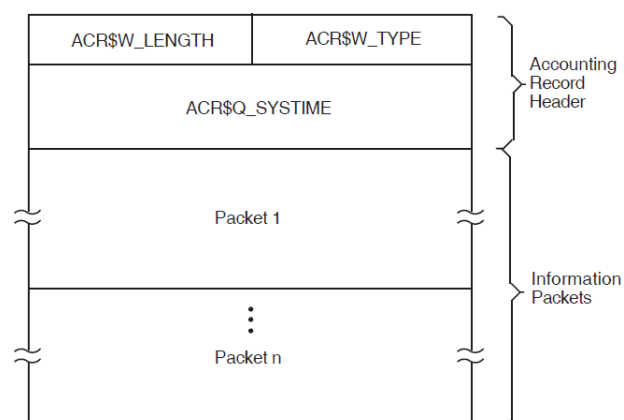 ACR$W_LENGTH
ACR$W_TYPE
Accounting
Record
Header
ACR$Q_SYSTIME
Packet 1
Information
Packets
Packet n